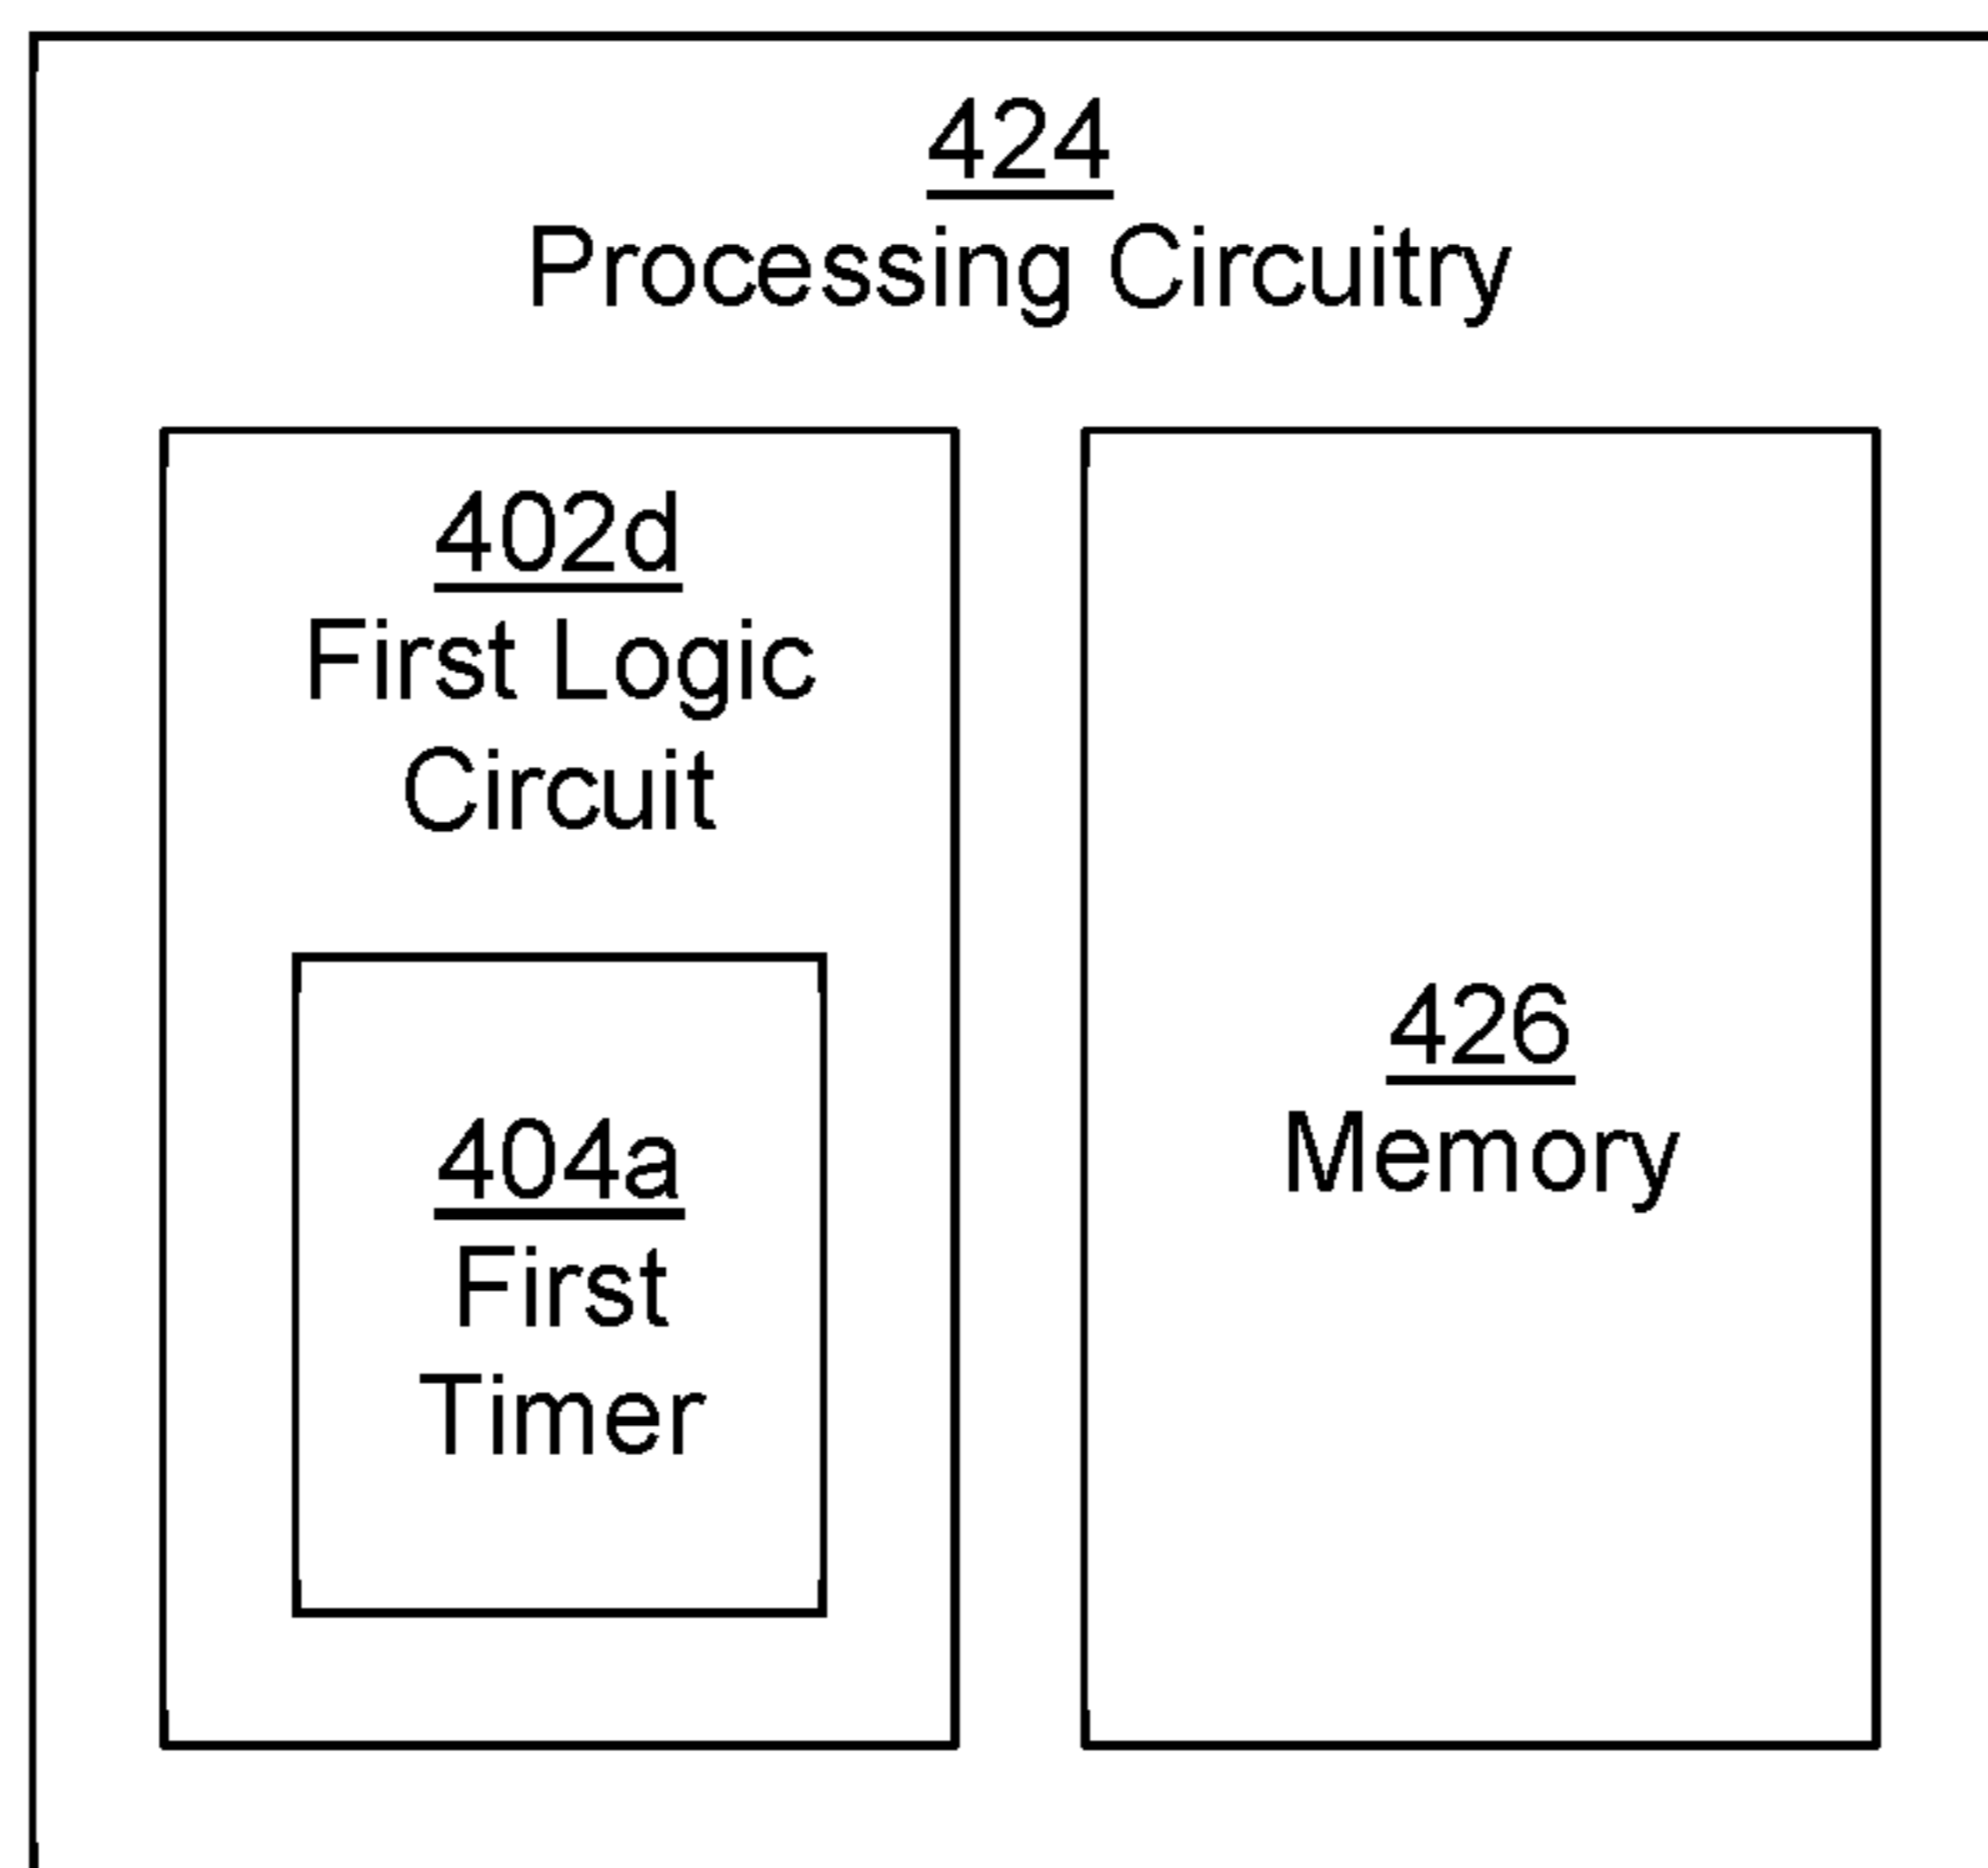 424
Processing Circuitry
402d
First Logic
Circuit
404a
First
Timer
426
Memory